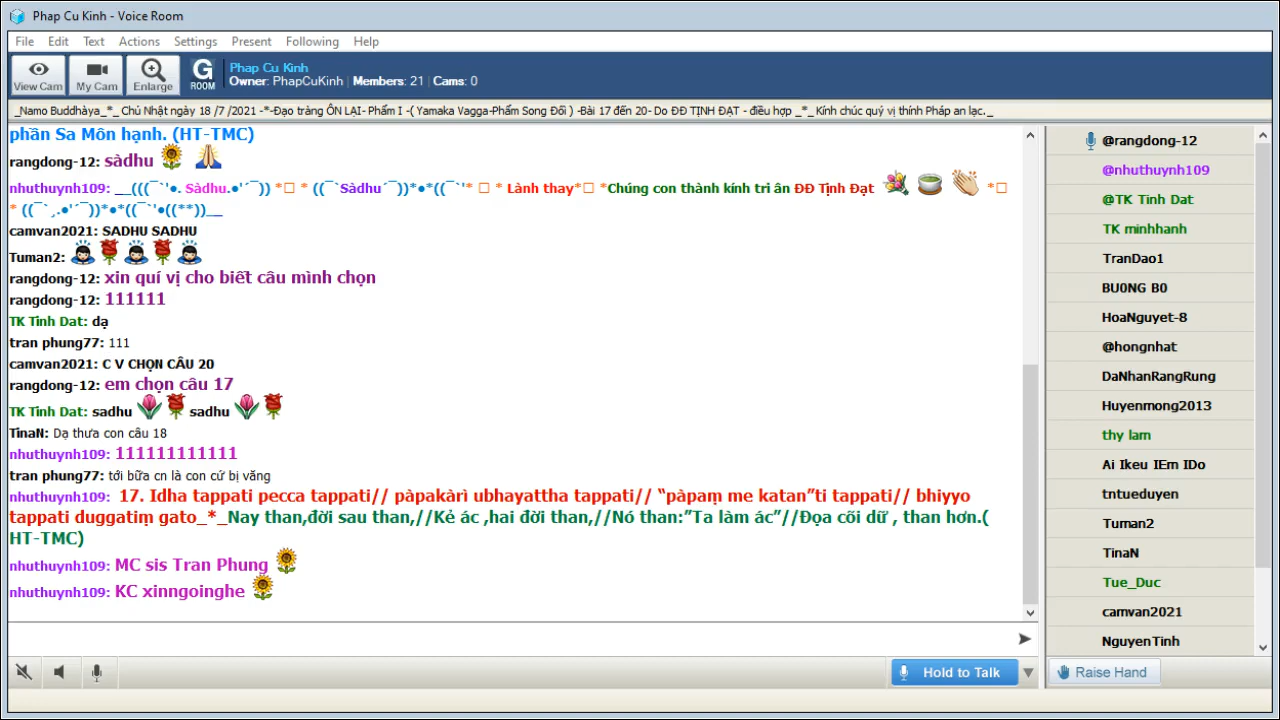 Phap Cu Kinh - Voice Room
File Edit Text Actions Settings Present Following Help
View Cam
My Cam
Enlarge
G
ROOM
Phap Cu Kinh
Owner: PhapCuKinh | Members: 21 | Cams: 0
_Namo Buddhàya_*_ Chủ Nhật ngày 18 /7 /2021 -*-Đạo tràng ÔN LẠI- Phẩm I -( Yamaka Vagga-Phẩm Song Đối ) -Bài 17 đến 20- Do ĐĐ TỊNH ĐẠT - điều hợp _*_ Kính chúc quý vị thính Pháp an lạc._
phần Sa Môn hạnh. (HT-TMC)
rangdong-12: sàdhu
nhuthuynh109: __(((¯`'•. Sàdhu.•'´¯)) *□ * ((¯`Sàdhu´¯))*•*((¯`'* □ * Lành thay*□ *Chúng con thành kính tri ân ĐĐ Tịnh Đạt *□
* ((¯`¸.•'´¯))*•*((¯`'•((**))__
camvan2021: SADHU SADHU
Tuman2:
rangdong-12: xin quí vị cho biết câu mình chọn
rangdong-12: 111111
TK Tinh Dat: dạ
tran phung77: 111
camvan2021: C V CHỌN CÂU 20
rangdong-12: em chọn câu 17
TK Tinh Dat: sadhu sadhu
TinaN: Dạ thưa con câu 18
nhuthuynh109: 111111111111
tran phung77: tới bữa cn là con cứ bị văng
nhuthuynh109: 17. Idha tappati pecca tappati// pàpakàrì ubhayattha tappati// “pàpaṃ me katan”ti tappati// bhiyyo
tappati duggatiṃ gato_*_Nay than,đời sau than,//Kẻ ác ,hai đời than,//Nó than:”Ta làm ác”//Đọa cõi dữ , than hơn.(
HT-TMC)
nhuthuynh109: MC sis Tran Phung
nhuthuynh109: KC xinngoinghe
@rangdong-12
@nhuthuynh109
@TK Tinh Dat
TK minhhanh
TranDao1
BU0NG B0
HoaNguyet-8
@hongnhat
DaNhanRangRung
Huyenmong2013
thy lam
Ai Ikeu IEm IDo
tntueduyen
Tuman2
TinaN
Tue_Duc
camvan2021
NguyenTinh
Hold to Talk
Raise Hand